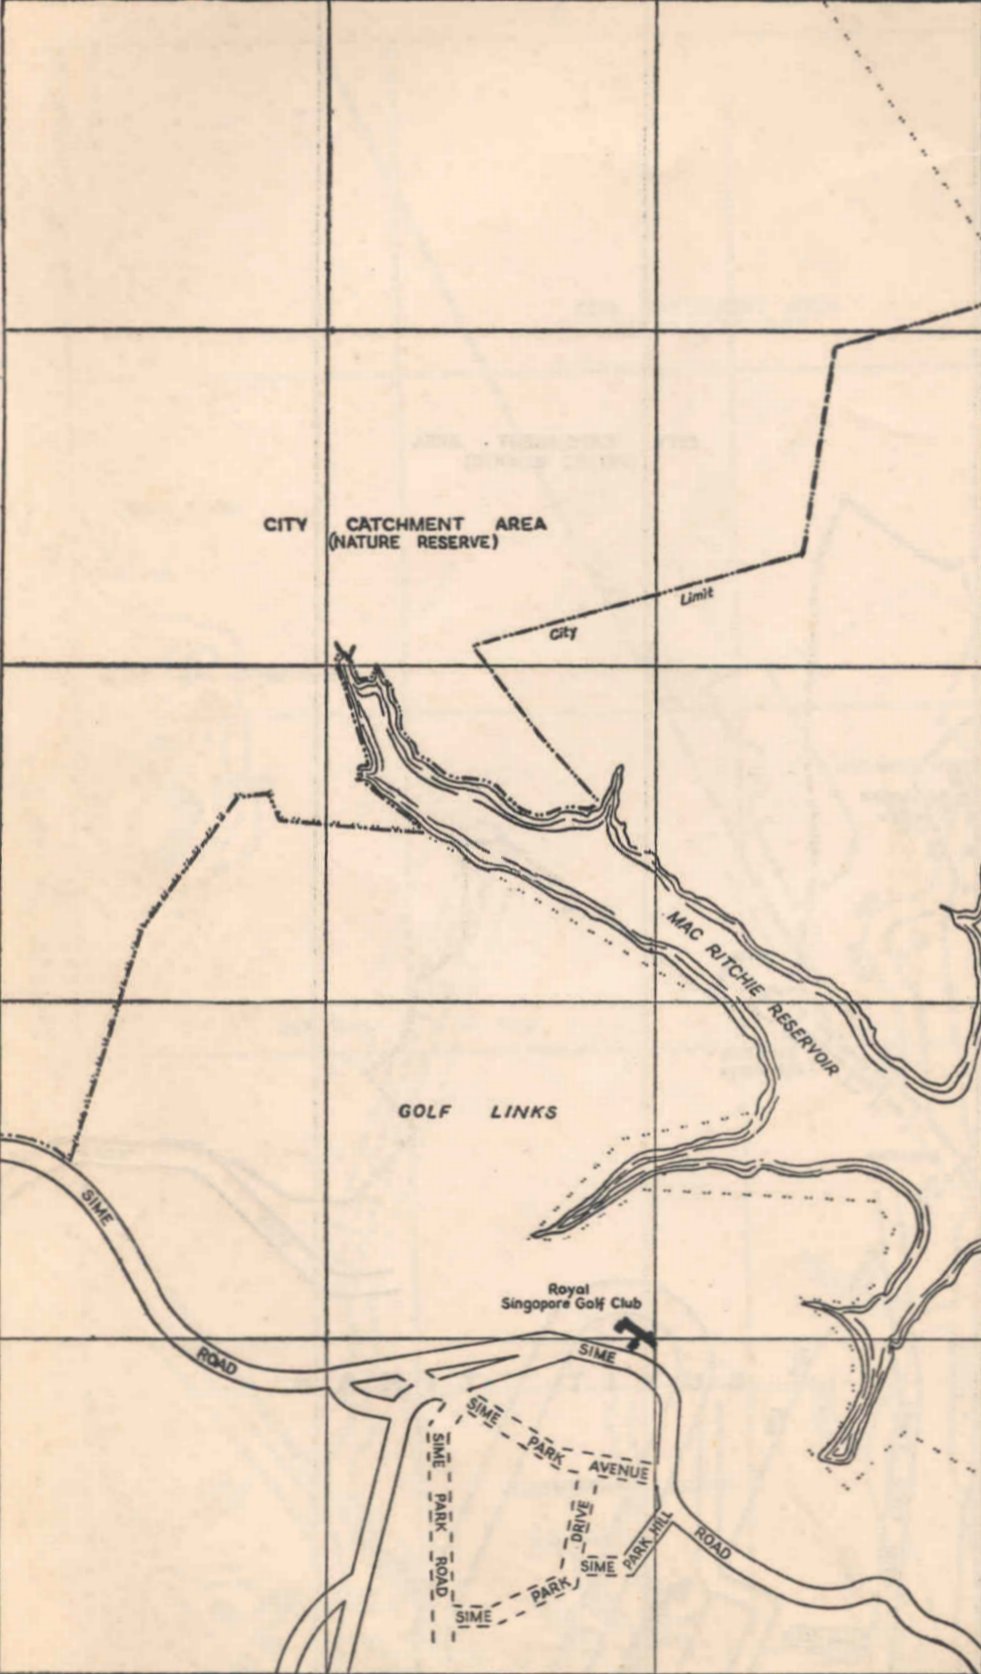 CITY CATCHMENT AREA
(NATURE RESERVE)
City Limit
MAC RITCHIE RESERVOIR
GOLF LINKS
SIME ROAD
Royal
Singapore Golf Club
SIME ROAD
SIME PARK AVENUE
SIME PARK ROAD
SIME PARK DRIVE
SIME PARK HILL